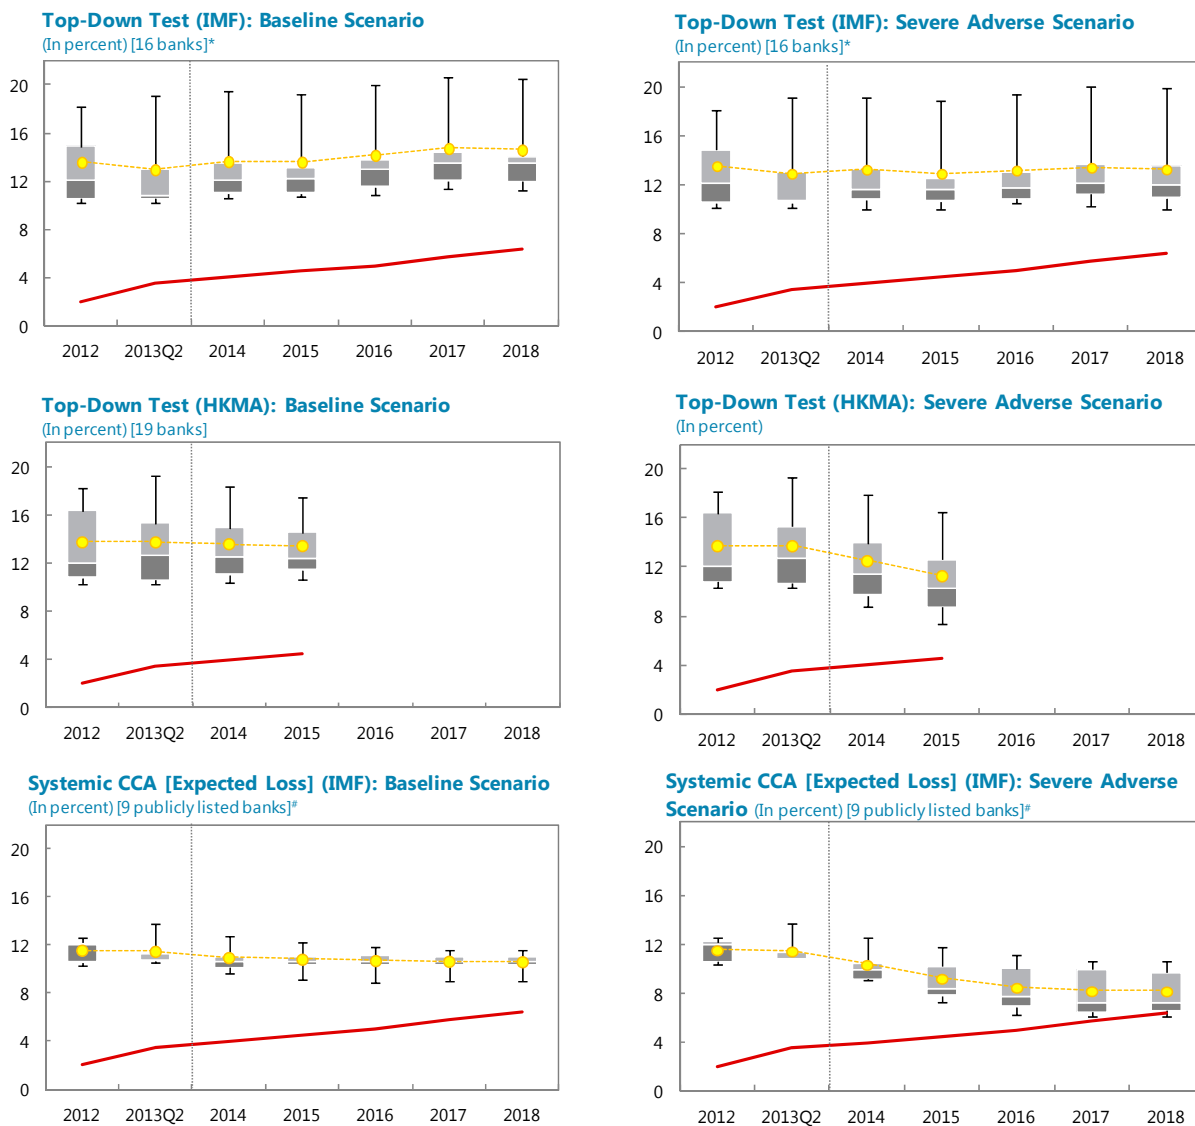 Top-Down Test (IMF): Baseline Scenario
(In percent) [16 banks]*
20
16
12
8
4
0
2012 2013Q2 2014 2015 2016 2017 2018
Top-Down Test (IMF): Severe Adverse Scenario
(In percent) [16 banks]*
20
16
12
8
4
0
2012 2013Q2 2014 2015 2016 2017 2018
Top-Down Test (HKMA): Baseline Scenario
(In percent) [19 banks]
20
16
12
8
4
0
2012 2013Q2 2014 2015 2016 2017 2018
Top-Down Test (HKMA): Severe Adverse Scenario
(In percent)
20
16
12
8
4
0
2012 2013Q2 2014 2015 2016 2017 2018
Systemic CCA [Expected Loss] (IMF): Baseline Scenario
(In percent) [9 publicly listed banks]#
20
16
12
8
4
0
2012 2013Q2 2014 2015 2016 2017 2018
Systemic CCA [Expected Loss] (IMF): Severe Adverse
Scenario (In percent) [9 publicly listed banks]#
20
16
12
8
4
0
2012 2013Q2 2014 2015 2016 2017 2018